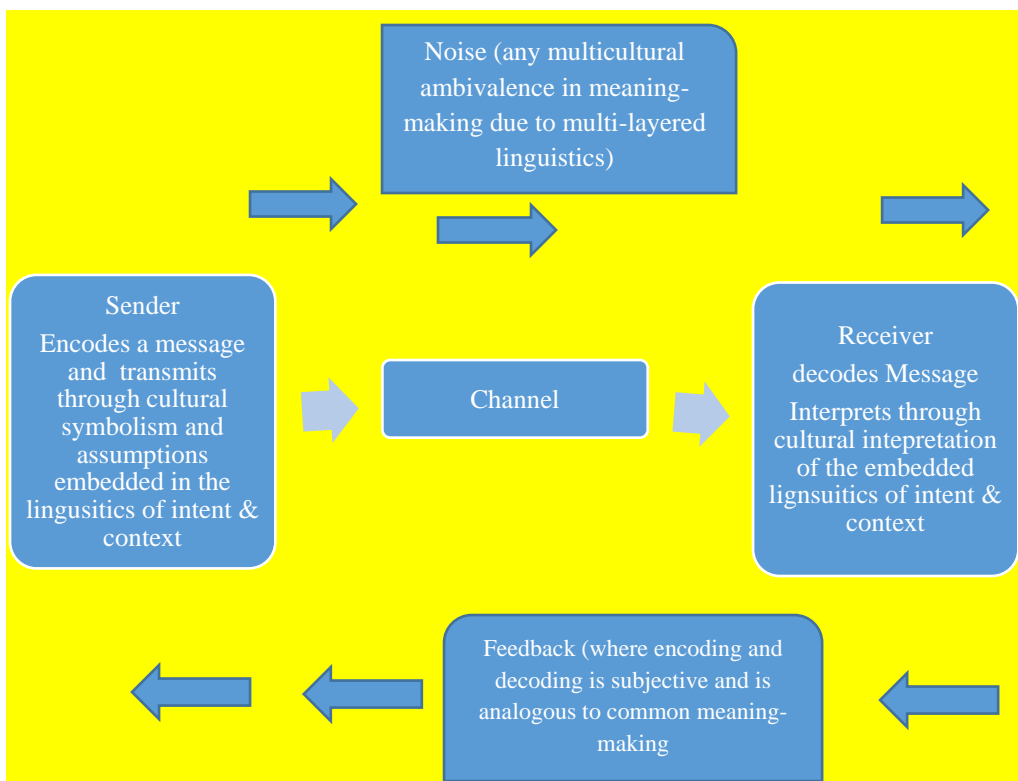 Noise (any multicultural
ambivalence in meaning-
making due to multi-layered
linguistics)
Sender
Encodes a message
and transmits
through cultural
symbolism and
assumptions
embedded in the
lingusitics of intent &
context
Channel
Receiver
decodes Message
Interprets through
cultural intepretation
of the embedded
lignsuitics of intent &
context
Feedback (where encoding and
decoding is subjective and is
analogous to common meaning-
making